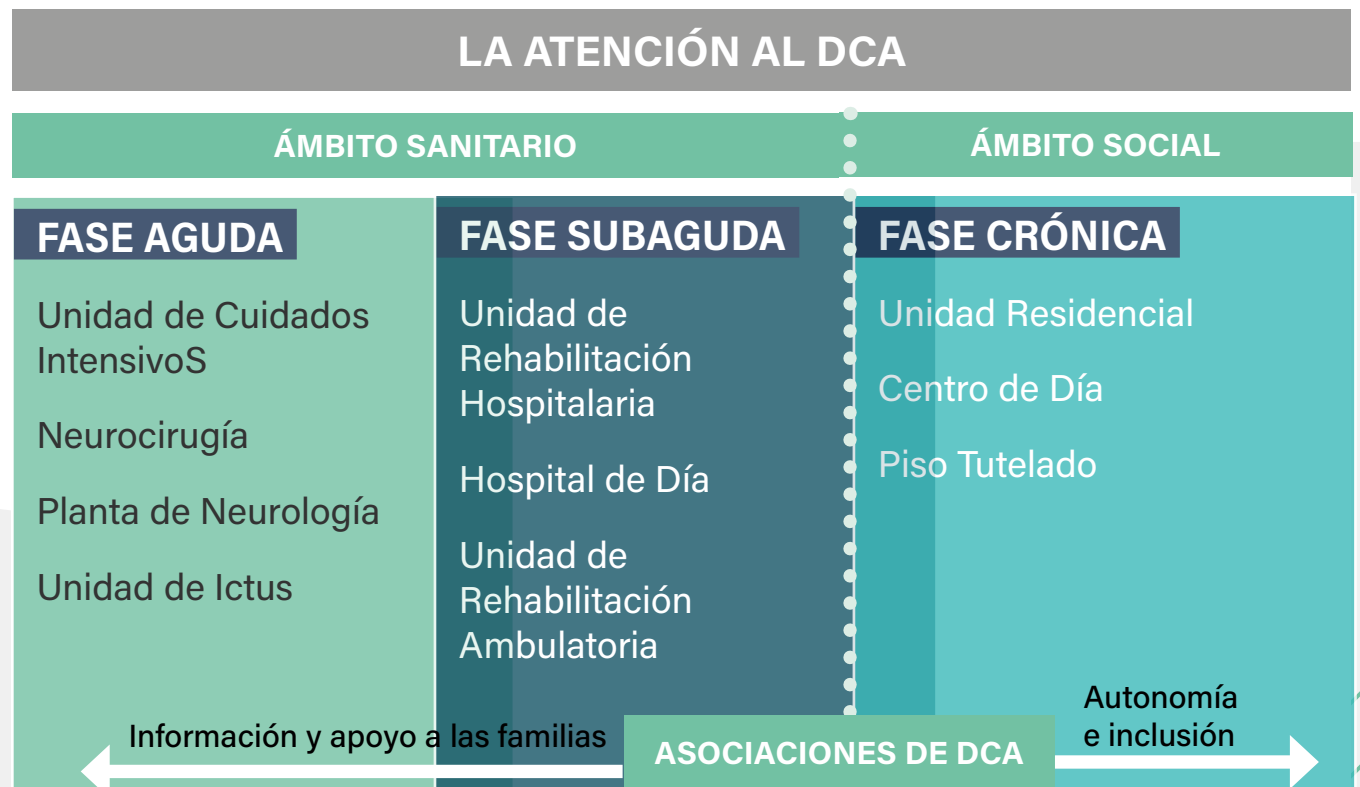 LA ATENCIÓN AL DCA
ÁMBITO SANITARIO
ÁMBITO SOCIAL
FASE AGUDA
Unidad de Cuidados
IntensivoS
Neurocirugía
Planta de Neurología
Unidad de Ictus
FASE SUBAGUDA
Unidad de
Rehabilitación
Hospitalaria
Hospital de Día
Unidad de
Rehabilitación
Ambulatoria
FASE CRÓNICA
Unidad Residencial
Centro de Día
Piso Tutelado
Información y apoyo a las familias
ASOCIACIONES DE DCA
Autonomía
e inclusión